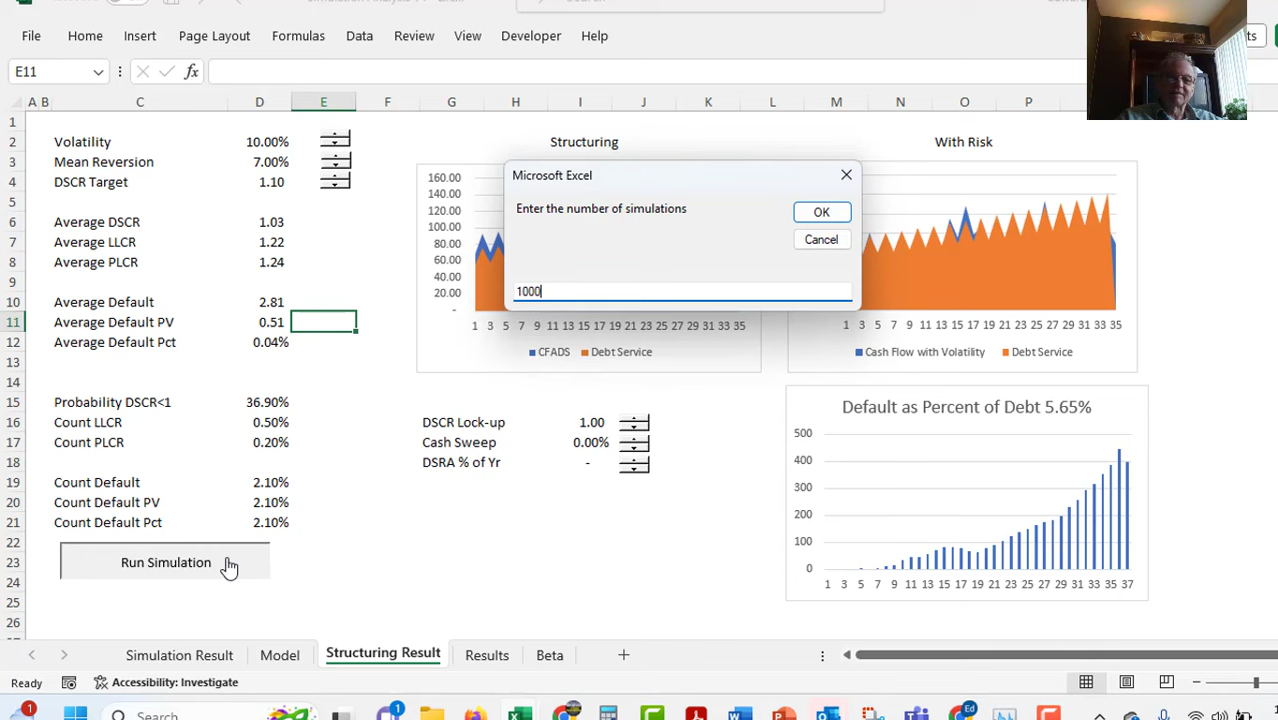 File Home Insert Page Layout Formulas Data Review View Developer Help
E11 fx
A B C D E F G H I J K L M N O P
1
2 Volatility 10.00% Structuring With Risk
3 Mean Reversion 7.00%
4 DSCR Target 1.10
5
6 Average DSCR 1.03
7 Average LLCR 1.22
8 Average PLCR 1.24
9
10 Average Default 2.81
11 Average Default PV 0.51
12 Average Default Pct 0.04%
13
14
15 Probability DSCR<1 36.90%
16 Count LLCR 0.50%
17 Count PLCR 0.20%
18
19 Count Default 2.10%
20 Count Default PV 2.10%
21 Count Default Pct 2.10%
22
23 Run Simulation
24
25
26
160.00
140.00
120.00
100.00
80.00
60.00
40.00
20.00
-
1 3 5 7 9 11 13 15 17 19 21 23 25 27 29 31 33 35
CFADS Debt Service
Microsoft Excel
Enter the number of simulations
OK
Cancel
1000
1 3 5 7 9 11 13 15 17 19 21 23 25 27 29 31 33 35
Cash Flow with Volatility Debt Service
DSCR Lock-up 1.00
Cash Sweep 0.00%
DSRA % of Yr -
Default as Percent of Debt 5.65%
500
400
300
200
100
0
1 3 5 7 9 11 13 15 17 19 21 23 25 27 29 31 33 35 37
Simulation Result Model Structuring Result Results Beta
Ready Accessibility: Investigate
1 Search 1